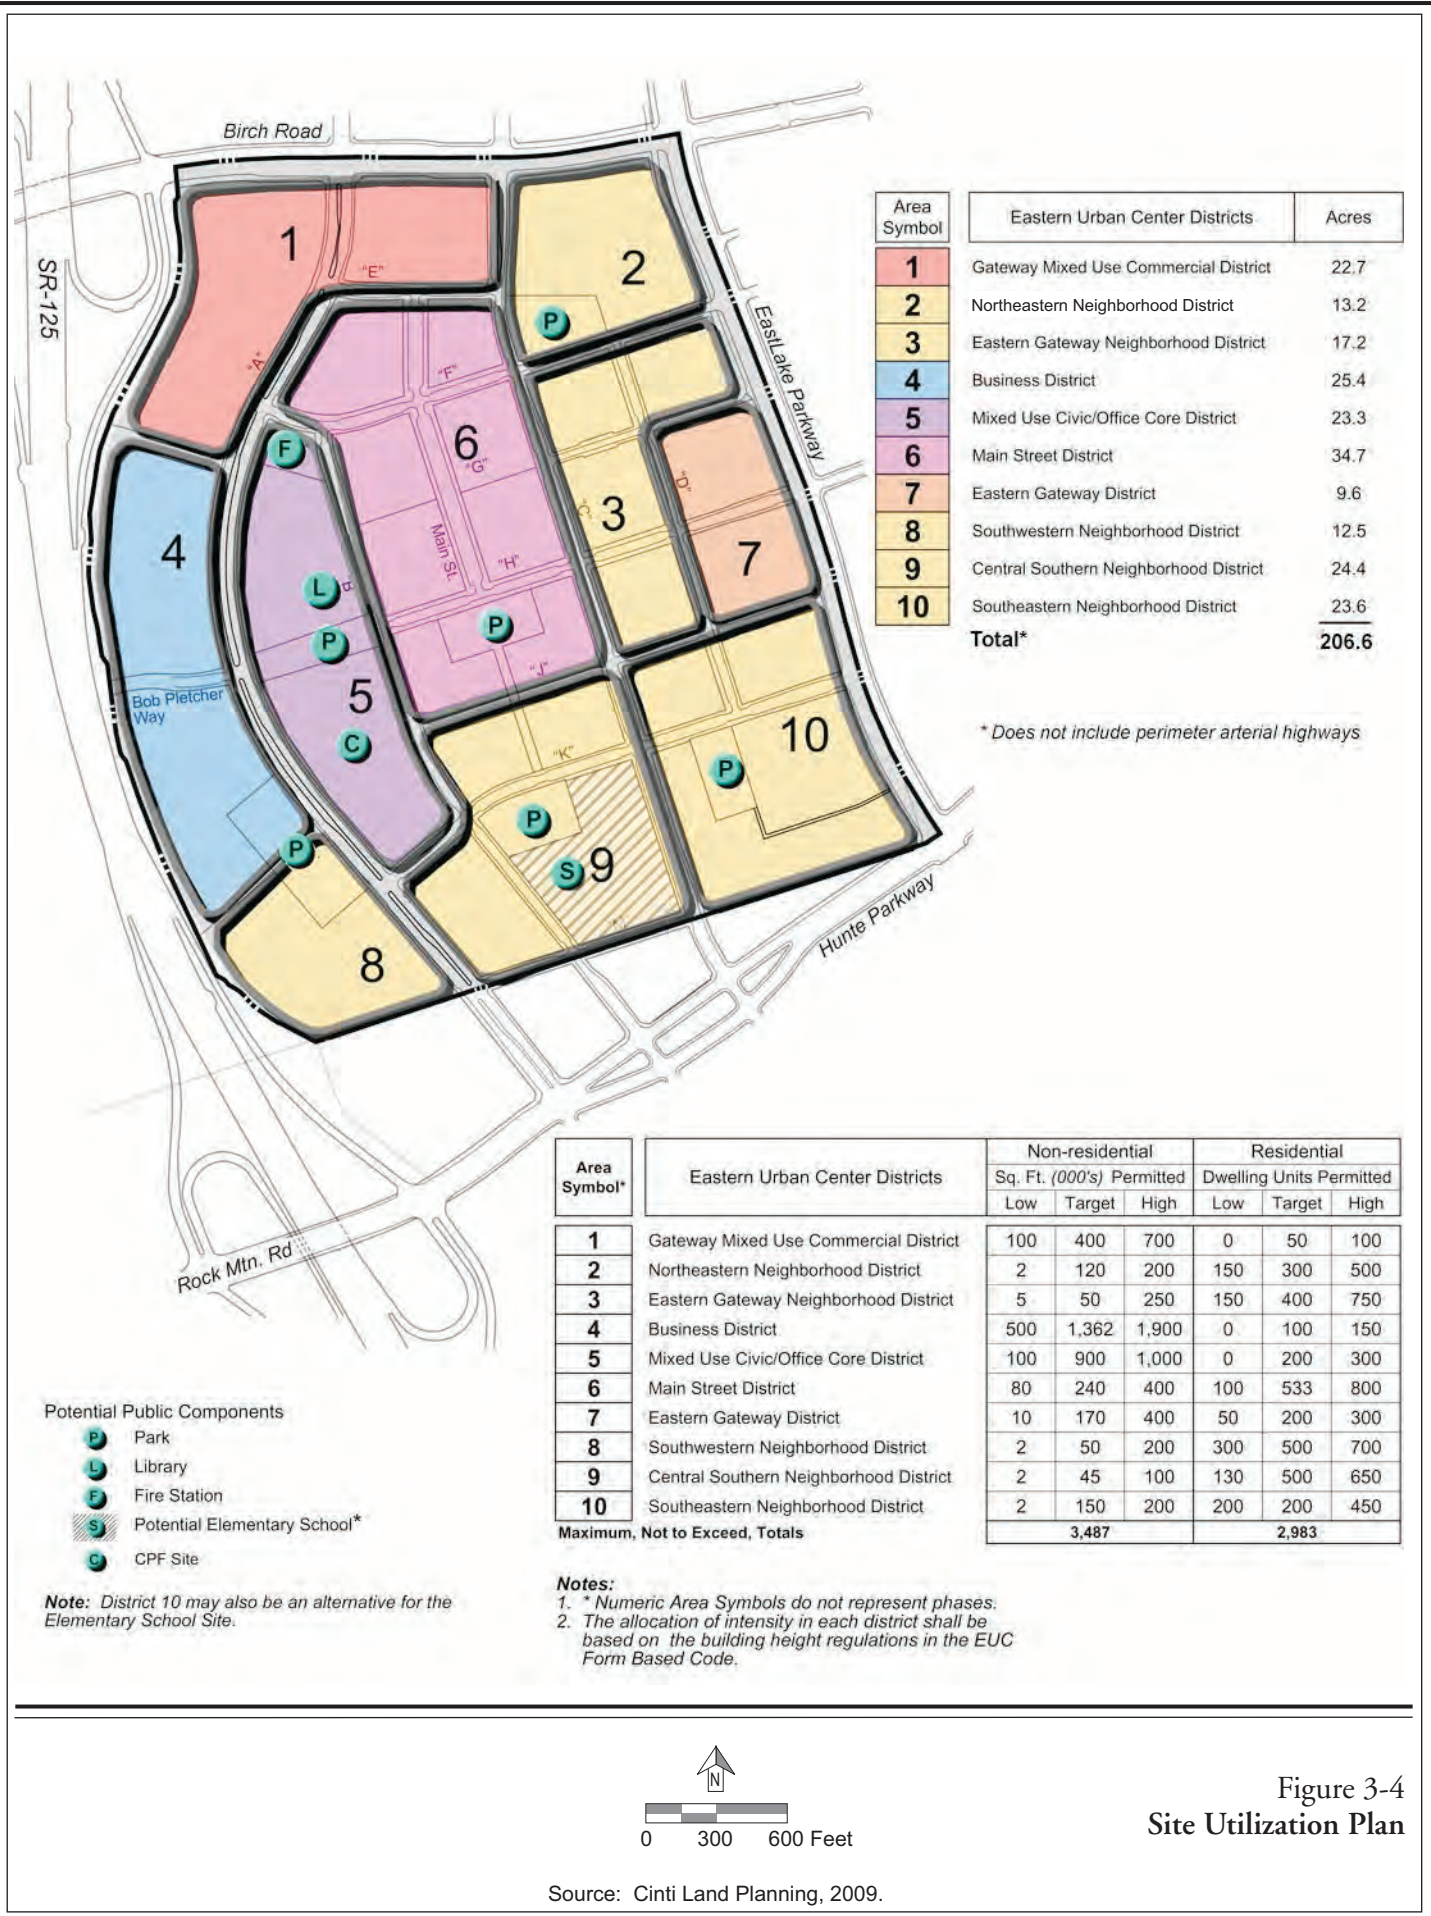 Birch Road
SR-125
EastLake Parkway
Hunte Parkway
Rock Mtn. Rd
Bob Pletcher
Way
Main St.
1
"E"
"A"
2
P
"F"
6
"G"
"H"
P
"J"
F
4
L
P
5
C
3
"C"
"D"
7
10
P
"K"
P
S
9
P
8
Area
Symbol
Eastern Urban Center Districts
Acres
1 Gateway Mixed Use Commercial District 22.7
2 Northeastern Neighborhood District 13.2
3 Eastern Gateway Neighborhood District 17.2
4 Business District 25.4
5 Mixed Use Civic/Office Core District 23.3
6 Main Street District 34.7
7 Eastern Gateway District 9.6
8 Southwestern Neighborhood District 12.5
9 Central Southern Neighborhood District 24.4
10 Southeastern Neighborhood District 23.6
Total* 206.6
* Does not include perimeter arterial highways
Area
Symbol*
Eastern Urban Center Districts
Non-residential Residential
Sq. Ft. (000's) Permitted Dwelling Units Permitted
Low Target High Low Target High
1 Gateway Mixed Use Commercial District 100 400 700 0 50 100
2 Northeastern Neighborhood District 2 120 200 150 300 500
3 Eastern Gateway Neighborhood District 5 50 250 150 400 750
4 Business District 500 1,362 1,900 0 100 150
5 Mixed Use Civic/Office Core District 100 900 1,000 0 200 300
6 Main Street District 80 240 400 100 533 800
7 Eastern Gateway District 10 170 400 50 200 300
8 Southwestern Neighborhood District 2 50 200 300 500 700
9 Central Southern Neighborhood District 2 45 100 130 500 650
10 Southeastern Neighborhood District 2 150 200 200 200 450
Maximum, Not to Exceed, Totals 3,487 2,983
Potential Public Components
P Park
L Library
F Fire Station
S Potential Elementary School*
C CPF Site
Note: District 10 may also be an alternative for the
Elementary School Site.
Notes:
1. * Numeric Area Symbols do not represent phases.
2. The allocation of intensity in each district shall be
based on the building height regulations in the EUC
Form Based Code.
N
0 300 600 Feet
Figure 3-4
Site Utilization Plan
Source: Cinti Land Planning, 2009.